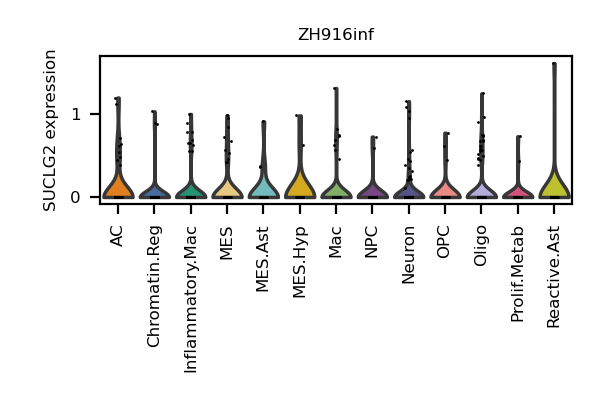 ZH916inf
SUCLG2 expression
1
0
AC
Chromatin.Reg
Inflammatory.Mac
MES
MES.Ast
MES.Hyp
Mac
NPC
Neuron
OPC
Oligo
Prolif.Metab
Reactive.Ast